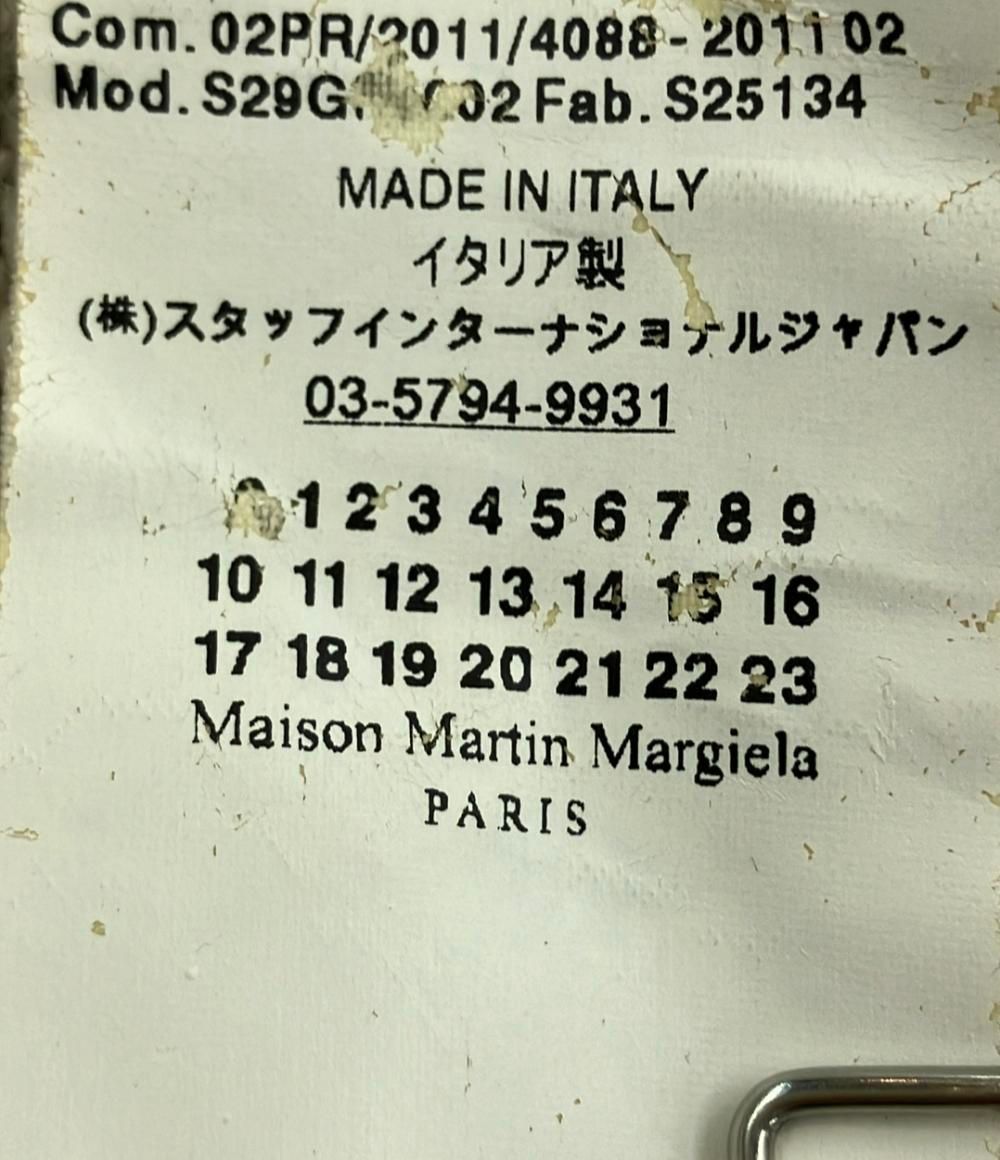 Com. 02PR/2011/4088 - 2011 02
Mod. Fab. S25134
MADE IN ITALY
イタリア製
(株)スタッフインターナショナルジャパン
03-5794-9931
0 1 2 3 4 5 6 7 8 9
10 11 12 13 14 15 16
17 18 19 20 21 22 23
Maison Martin Margiela
PARIS